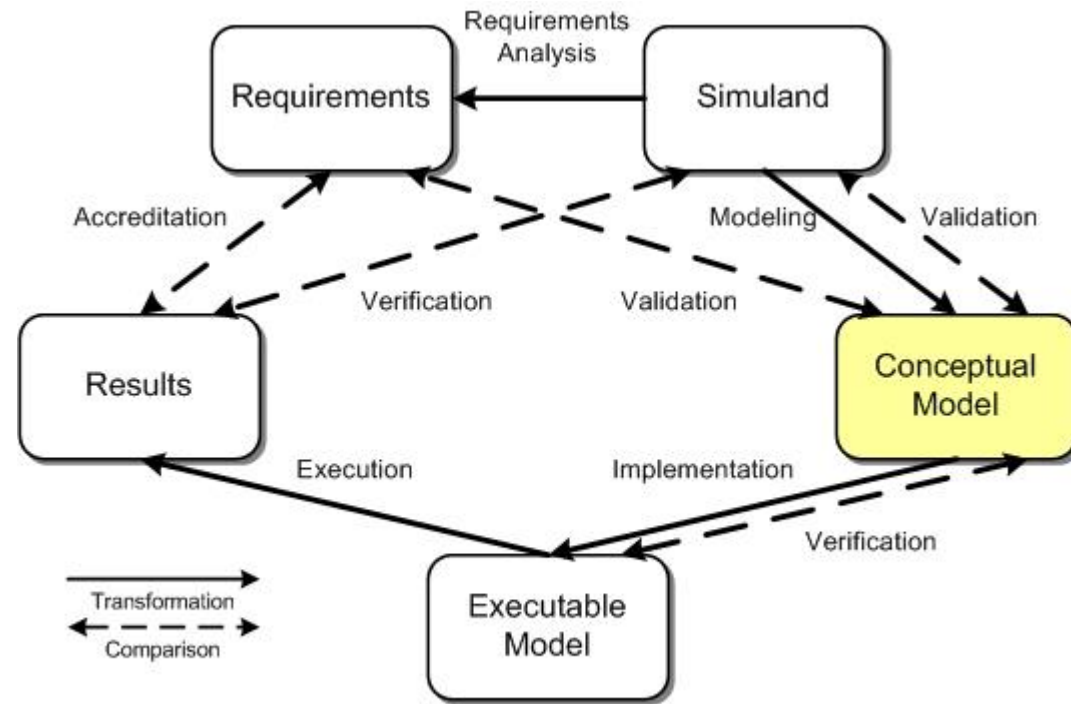 Requirements
Analysis
Requirements
Simuland
Accreditation
Modeling
Validation
Verification
Validation
Results
Conceptual
Model
Execution
Implementation
Verification
Executable
Model
Transformation
Comparison